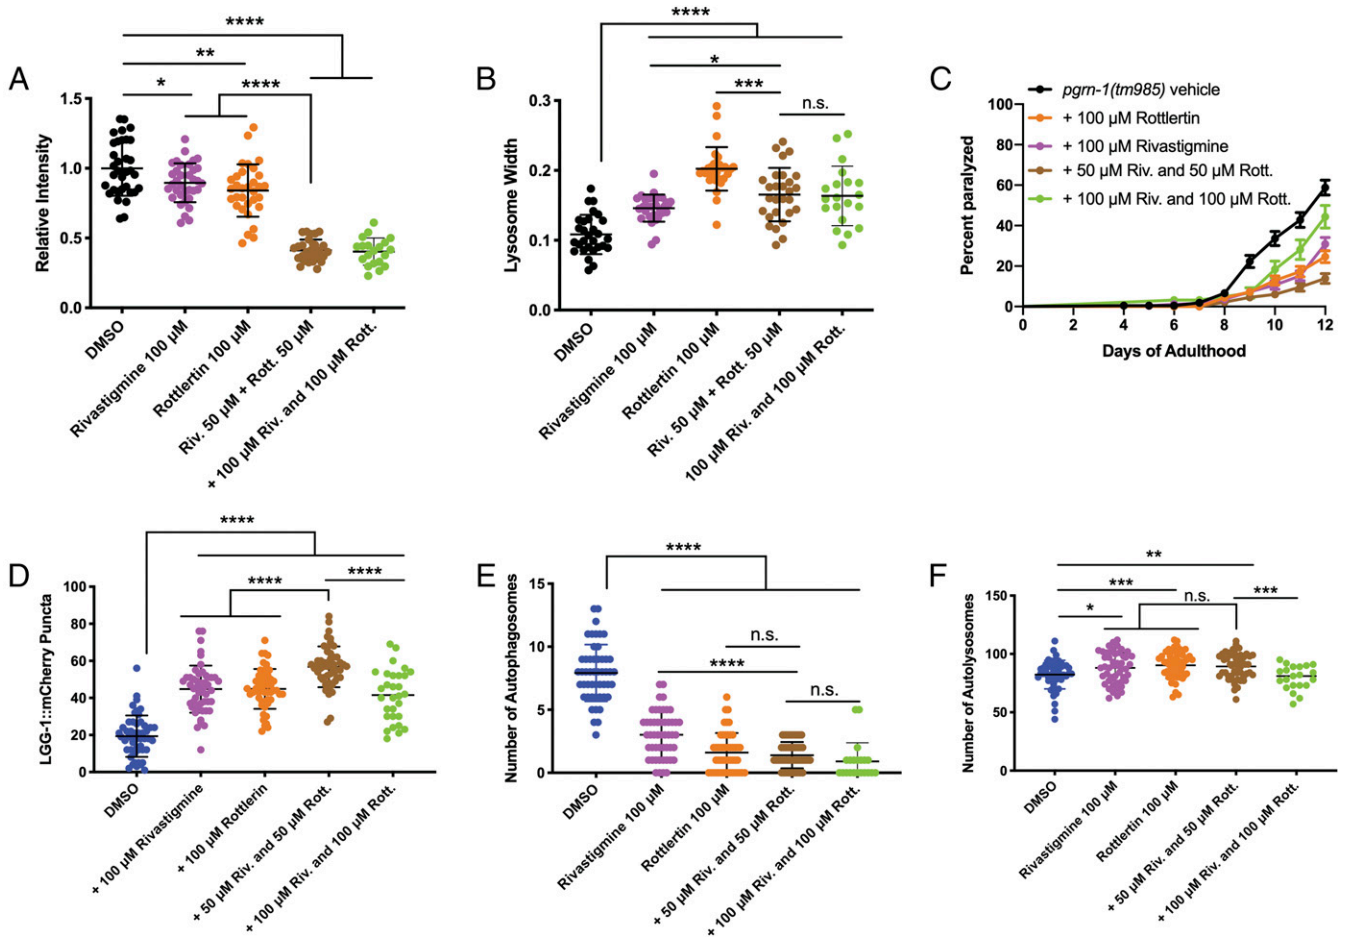 A
****
**
*
****
Relative Intensity
1.5
1.0
0.5
0.0
DMSO
Rivastigmine 100 µM
Rottlertin 100 µM
Riv. 50 µM + Rott. 50 µM
+ 100 µM Riv. and 100 µM Rott.
B
****
*
***
n.s.
Lysosome Width
0.3
0.2
0.1
0.0
DMSO
Rivastigmine 100 µM
Rottlertin 100 µM
Riv. 50 µM + Rott. 50 µM
100 µM Riv. and 100 µM Rott.
C
pgrn-1(tm985) vehicle
+ 100 µM Rottlertin
+ 100 µM Rivastigmine
+ 50 µM Riv. and 50 µM Rott.
+ 100 µM Riv. and 100 µM Rott.
Percent paralyzed
100
80
60
40
20
0
0 2 4 6 8 10 12
Days of Adulthood
D
****
****
****
LGG-1::mCherry Puncta
100
80
60
40
20
0
DMSO
+ 100 µM Rivastigmine
+ 100 µM Rottlerin
+ 50 µM Riv. and 50 µM Rott.
+ 100 µM Riv. and 100 µM Rott.
E
****
n.s.
****
n.s.
Number of Autophagosomes
15
10
5
0
DMSO
Rivastigmine 100 µM
Rottlertin 100 µM
+ 50 µM Riv. and 50 µM Rott.
+ 100 µM Riv. and 100 µM Rott.
F
**
***
n.s.
***
*
Number of Autolysosomes
150
100
50
0
DMSO
Rivastigmine 100 µM
Rottlertin 100 µM
+ 50 µM Riv. and 50 µM Rott.
+ 100 µM Riv. and 100 µM Rott.